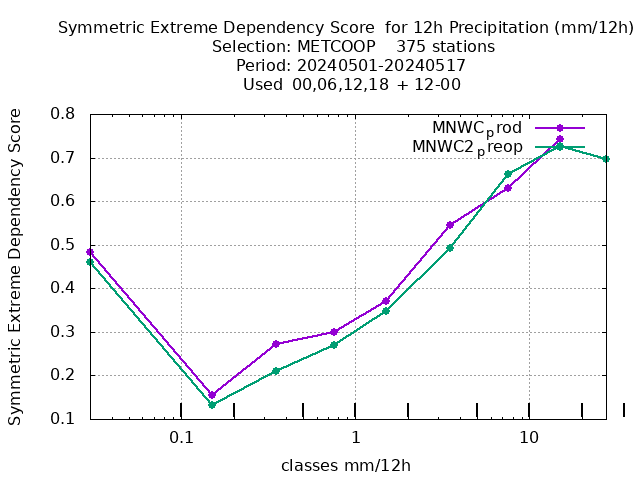 Symmetric Extreme Dependency Score  for 12h Precipitation (mm/12h)
Selection: METCOOP    375 stations
Period: 20240501-20240517
Used  00,06,12,18  + 12-00
MNWCprod
MNWC2preop
Symmetric Extreme Dependency Score
0.8
0.7
0.6
0.5
0.4
0.3
0.2
0.1
0.1 1 10
classes mm/12h